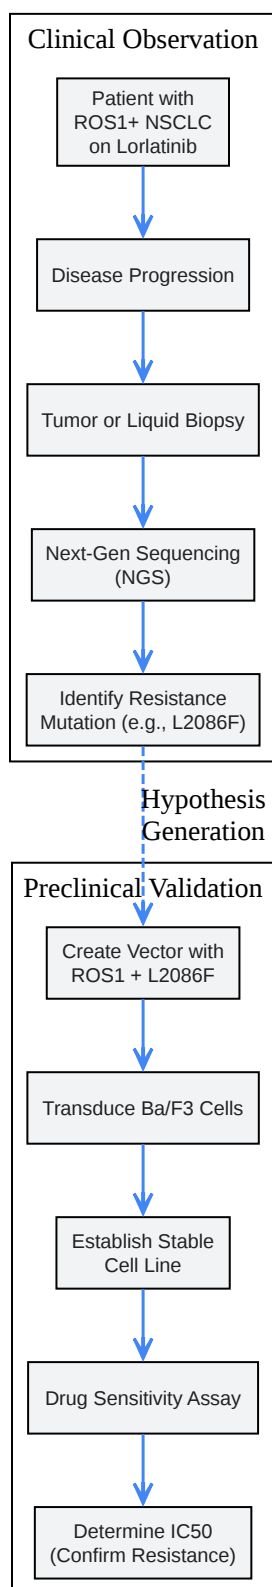 Clinical Observation
Patient with
ROS1+ NSCLC
on Lorlatinib
Disease Progression
Tumor or Liquid Biopsy
Next-Gen Sequencing
(NGS)
Identify Resistance
Mutation (e.g., L2086F)
Hypothesis
Generation
Preclinical Validation
Create Vector with
ROS1 + L2086F
Transduce Ba/F3 Cells
Establish Stable
Cell Line
Drug Sensitivity Assay
Determine IC50
(Confirm Resistance)